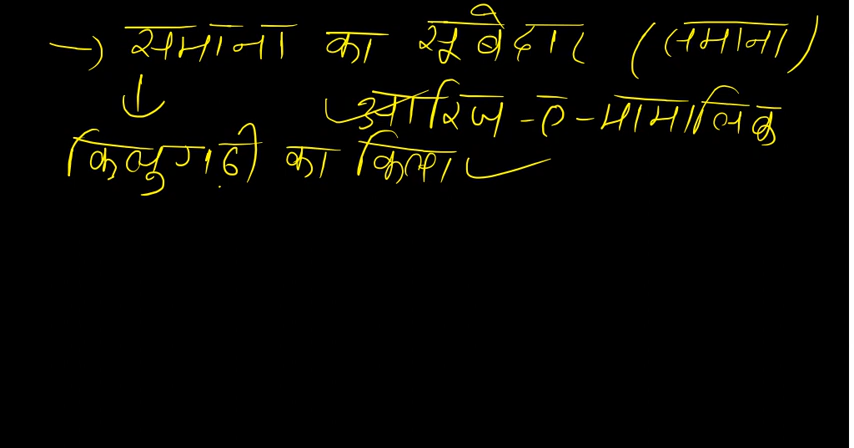 → समाना का सूबेदार (समाना)
↓ आरिज-ए-मामालिक
किलुगढ़ी का किला